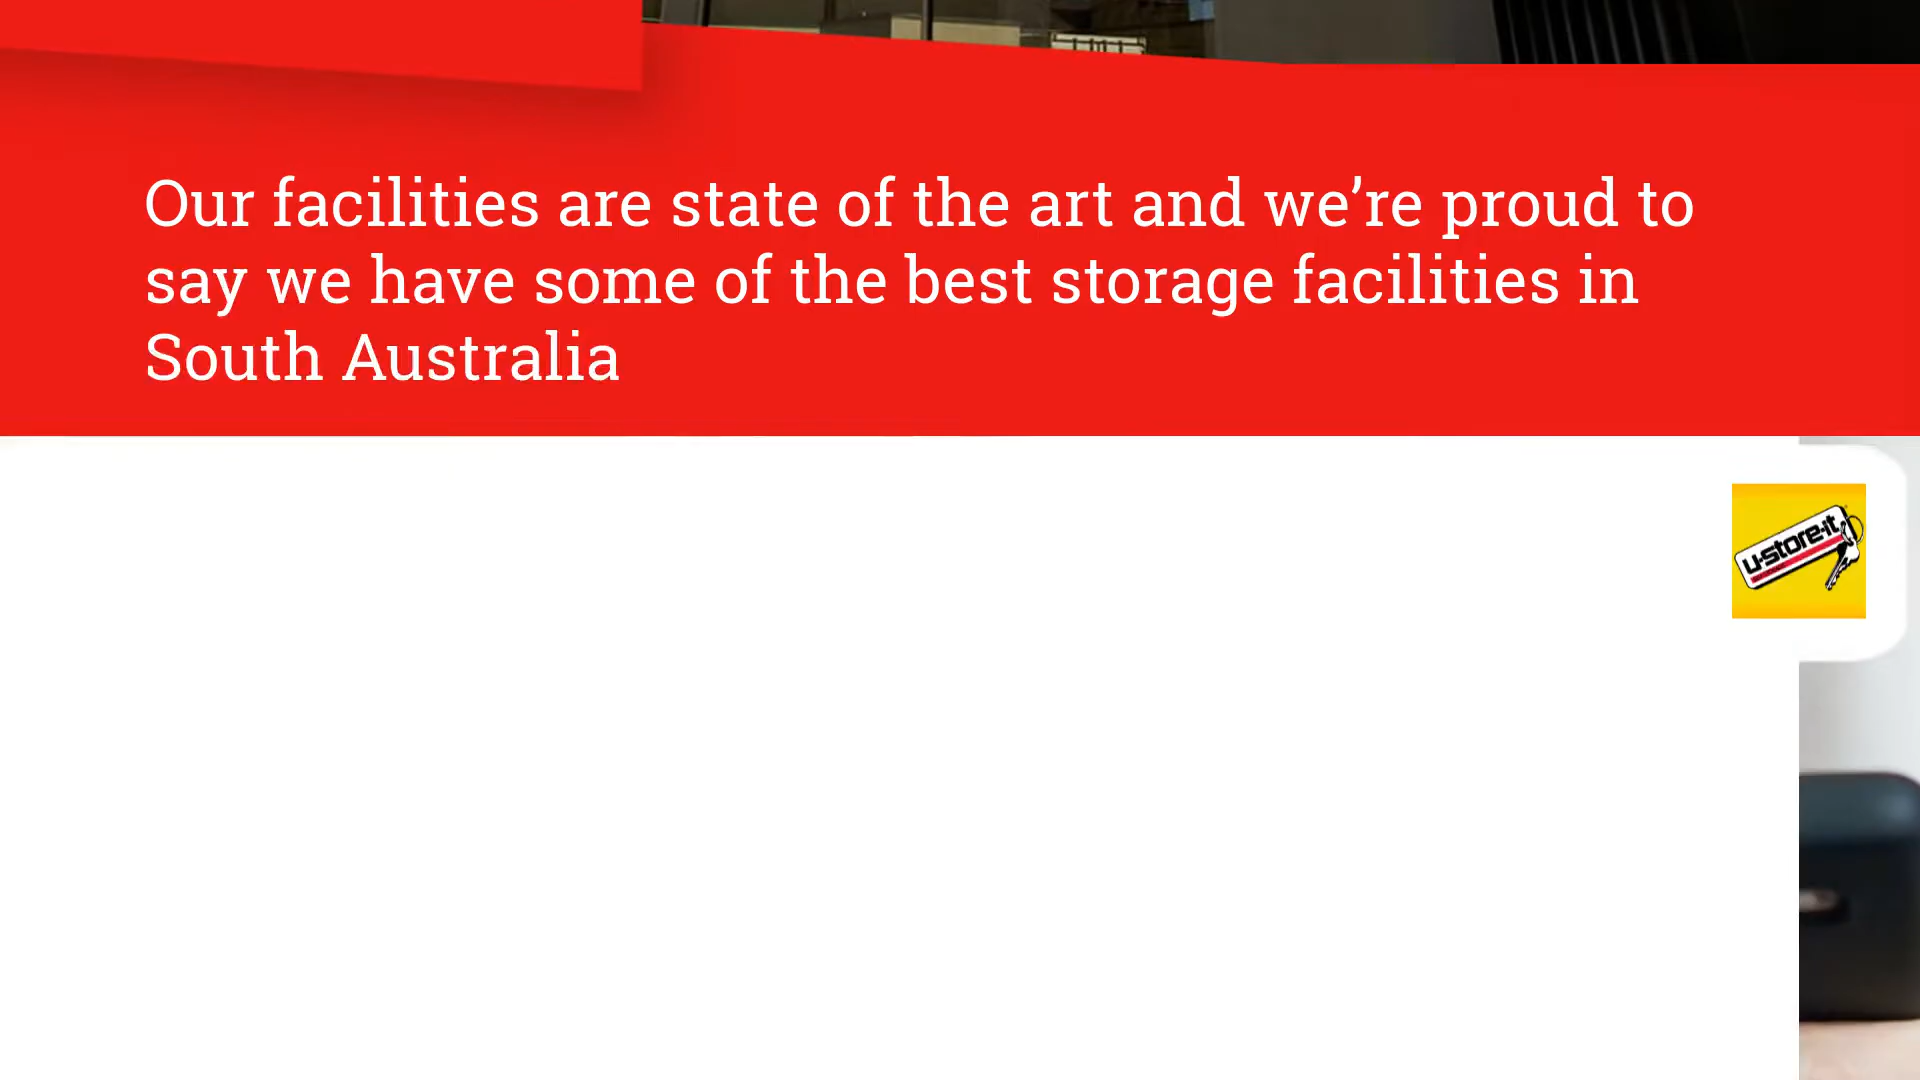 Our facilities are state of the art and we’re proud to
say we have some of the best storage facilities in
South Australia
u-store-it